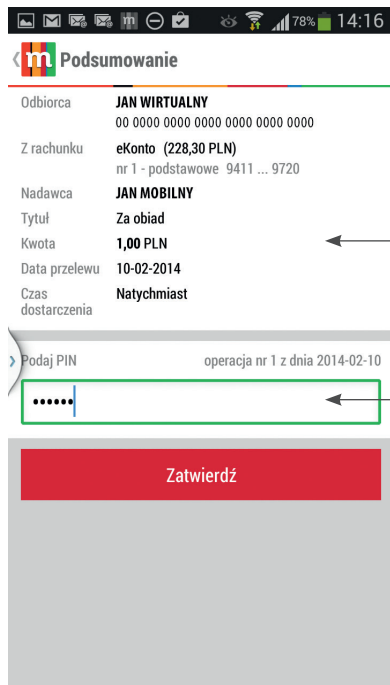 78% 14:16
m Podsumowanie
Odbiorca JAN WIRTUALNY
00 0000 0000 0000 0000 0000 0000
Z rachunku eKonto (228,30 PLN)
nr 1 - podstawowe 9411 ... 9720
Nadawca JAN MOBILNY
Tytuł Za obiad
Kwota 1,00 PLN
Data przelewu 10-02-2014
Czas dostarczenia Natychmiast
Podaj PIN operacja nr 1 z dnia 2014-02-10
••••••
Zatwierdź